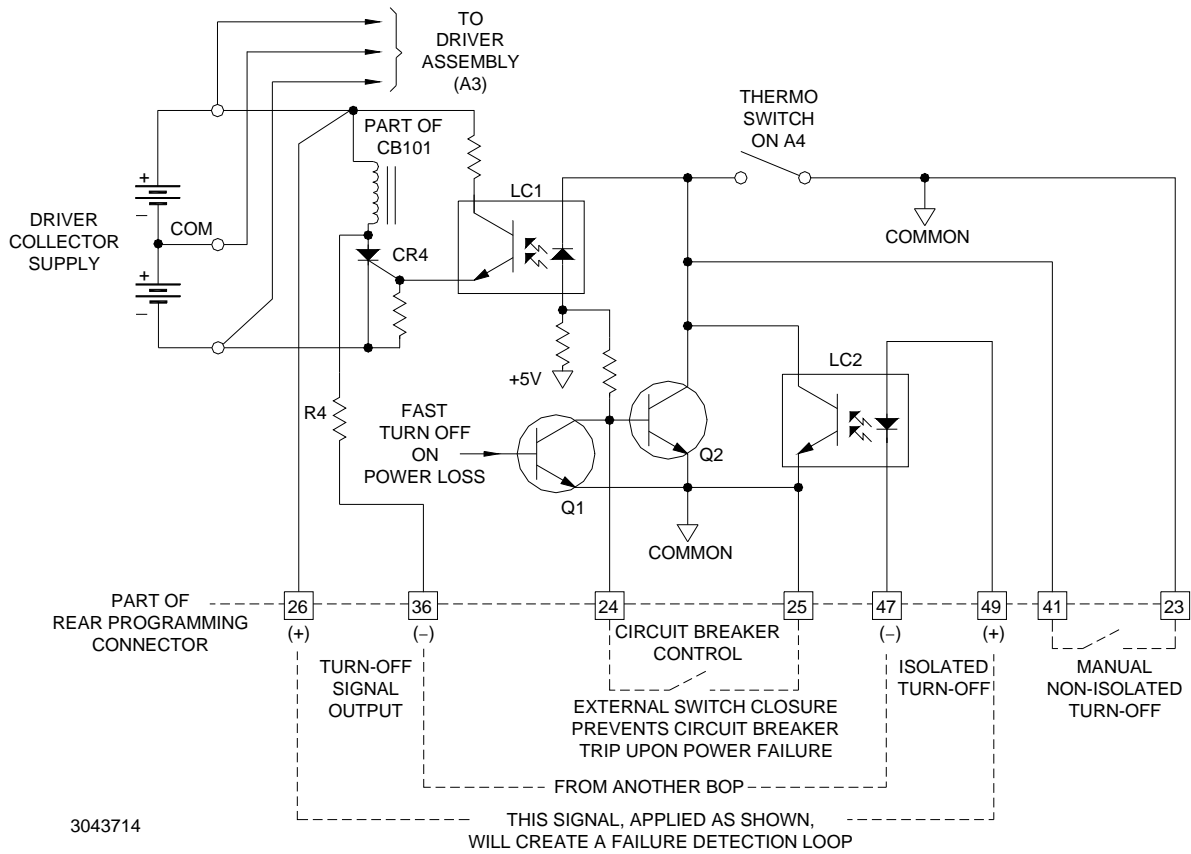 TO
DRIVER
ASSEMBLY
(A3)
THERMO
SWITCH
ON A4
PART OF
CB101
LC1
+
–
DRIVER
COLLECTOR
SUPPLY
COM
+
–
CR4
COMMON
+5V
LC2
R4
FAST
TURN OFF
ON
POWER LOSS
Q1
Q2
COMMON
PART OF
REAR PROGRAMMING
CONNECTOR
26
36
24
25
47
49
41
23
(+)
(–)
(–)
(+)
TURN-OFF
SIGNAL
OUTPUT
CIRCUIT BREAKER
CONTROL
ISOLATED
TURN-OFF
MANUAL
NON-ISOLATED
TURN-OFF
EXTERNAL SWITCH CLOSURE
PREVENTS CIRCUIT BREAKER
TRIP UPON POWER FAILURE
FROM ANOTHER BOP
THIS SIGNAL, APPLIED AS SHOWN,
WILL CREATE A FAILURE DETECTION LOOP
3043714